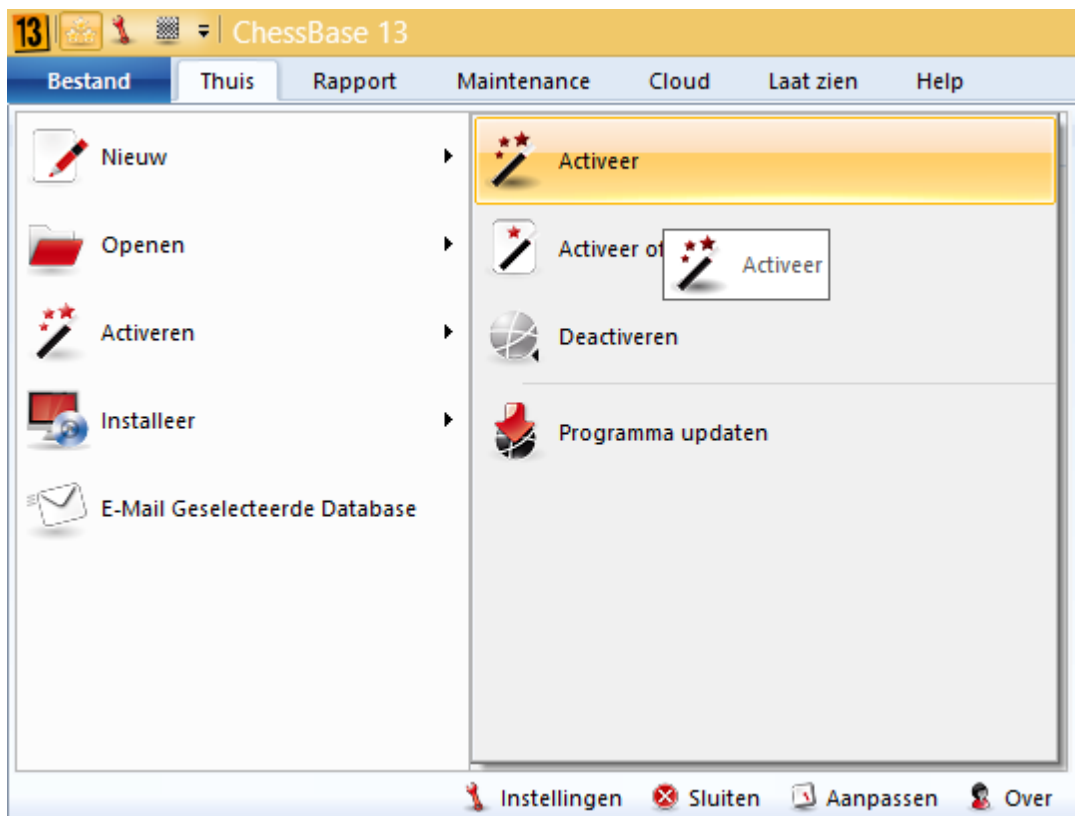 13 ChessBase 13
Bestand Thuis Rapport Maintenance Cloud Laat zien Help
Nieuw
Openen
Activeren
Installeer
E-Mail Geselecteerde Database
Activeer
Activeer
Activeer
Deactiveren
Programma updaten
Instellingen Sluiten Aanpassen Over